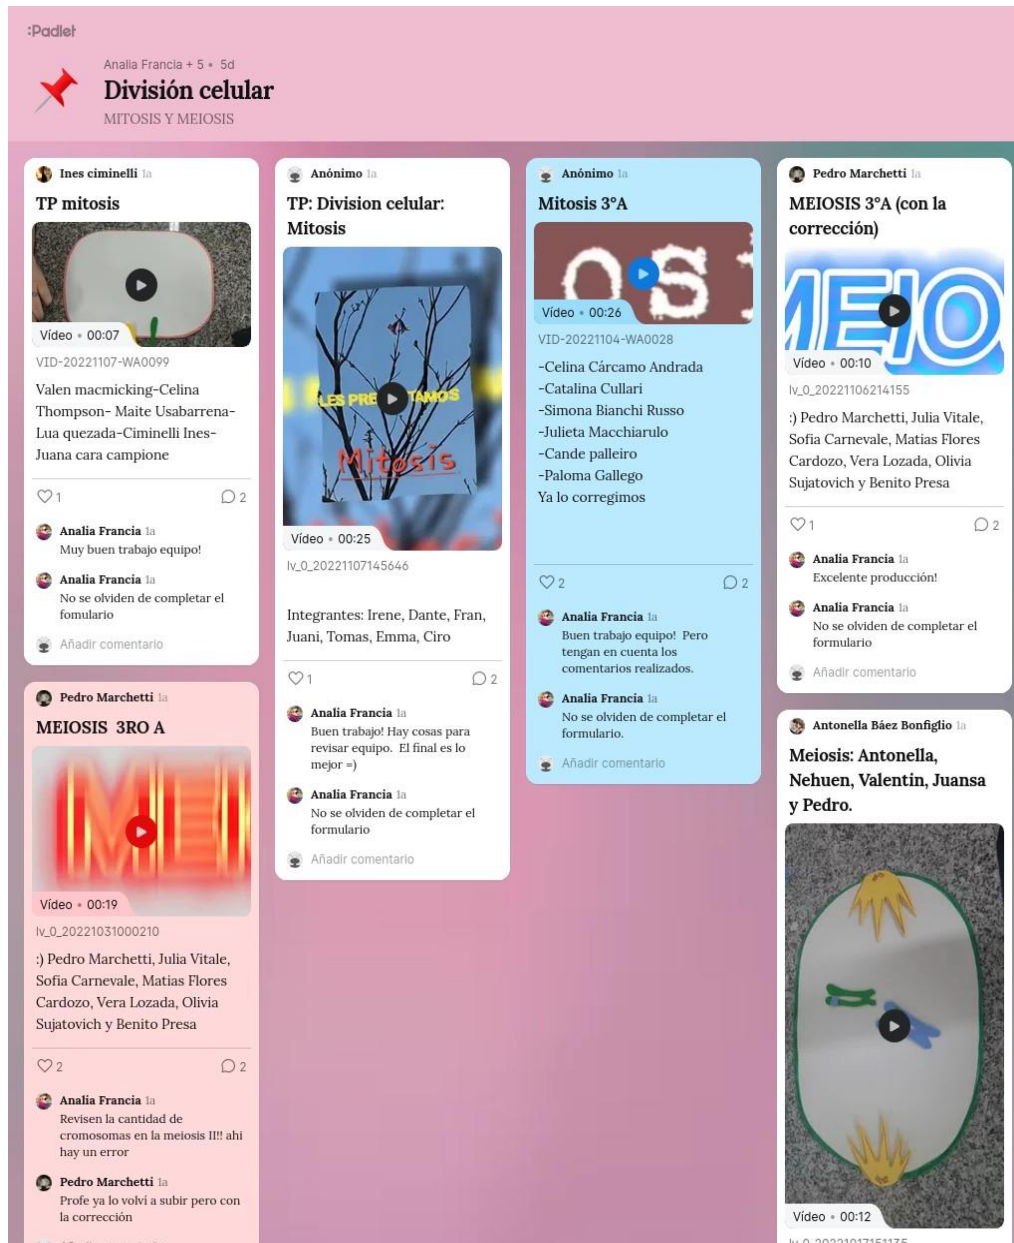 :Padlet
Analia Francia + 5 • 5d
División celular
MITOSIS Y MEIOSIS
Ines ciminelli 1a
TP mitosis
Vídeo • 00:07
VID-20221107-WA0099
Valen macmicking-Celina
Thompson- Maite Usabarrena-
Lua quezada-Ciminelli Ines-
Juana cara campione
1 2
Analia Francia 1a
Muy buen trabajo equipo!
Analia Francia 1a
No se olviden de completar el
fomulario
Añadir comentario
Pedro Marchetti 1a
MEIOSIS 3RO A
MEI
Vídeo • 00:19
lv_0_20221031000210
:) Pedro Marchetti, Julia Vitale,
Sofia Carnevale, Matias Flores
Cardozo, Vera Lozada, Olivia
Sujatovich y Benito Presa
2 2
Analia Francia 1a
Revisen la cantidad de
cromosomas en la meiosis II!! ahi
hay un error
Pedro Marchetti 1a
Profe ya lo volví a subir pero con
la corrección
Anónimo 1a
TP: Division celular:
Mitosis
LES PRE TAMOS
Mitosis
Vídeo • 00:25
lv_0_20221107145646
Integrantes: Irene, Dante, Fran,
Juani, Tomas, Emma, Ciro
1 2
Analia Francia 1a
Buen trabajo! Hay cosas para
revisar equipo. El final es lo
mejor =)
Analia Francia 1a
No se olviden de completar el
formulario
Añadir comentario
Anónimo 1a
Mitosis 3°A
OS
Vídeo • 00:26
VID-20221104-WA0028
-Celina Cárcamo Andrada
-Catalina Cullari
-Simona Bianchi Russo
-Julieta Macchiarulo
-Cande palleiro
-Paloma Gallego
Ya lo corregimos
2 2
Analia Francia 1a
Buen trabajo equipo! Pero
tengan en cuenta los
comentarios realizados.
Analia Francia 1a
No se olviden de completar el
formulario.
Añadir comentario
Pedro Marchetti 1a
MEIOSIS 3°A (con la
corrección)
MEIO
Vídeo • 00:10
lv_0_20221106214155
:) Pedro Marchetti, Julia Vitale,
Sofia Carnevale, Matias Flores
Cardozo, Vera Lozada, Olivia
Sujatovich y Benito Presa
1 2
Analia Francia 1a
Excelente producción!
Analia Francia 1a
No se olviden de completar el
formulario
Añadir comentario
Antonella Báez Bonfiglio 1a
Meiosis: Antonella,
Nehuen, Valentin, Juansa
y Pedro.
Vídeo • 00:12